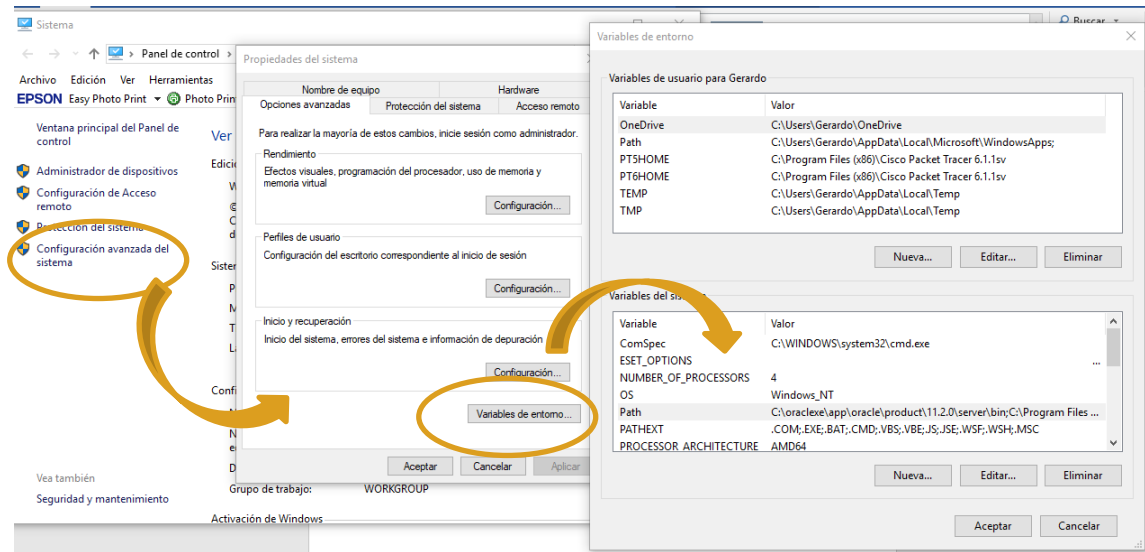 Buscar
Sistema
Panel de control
Archivo Edición Ver Herramientas
EPSON Easy Photo Print Photo Prin
Ventana principal del Panel de
control
Administrador de dispositivos
Configuración de Acceso
remoto
Protección del sistema
Configuración avanzada del
sistema
Vea también
Seguridad y mantenimiento
Ver
Edici
W
©
C
d
Sister
P
M
T
L
Confi
N
N
e
D
Grupo de trabajo: WORKGROUP
Activación de Windows
Propiedades del sistema
Nombre de equipo Hardware
Opciones avanzadas Protección del sistema Acceso remoto
Para realizar la mayoría de estos cambios, inicie sesión como administrador.
Rendimiento
Efectos visuales, programación del procesador, uso de memoria y
memoria virtual
Configuración...
Perfiles de usuario
Configuración del escritorio correspondiente al inicio de sesión
Configuración...
Inicio y recuperación
Inicio del sistema, errores del sistema e información de depuración
Configuración...
Variables de entorno...
Aceptar Cancelar Aplicar
Variables de entorno
Variables de usuario para Gerardo
Variable Valor
OneDrive C:\Users\Gerardo\OneDrive
Path C:\Users\Gerardo\AppData\Local\Microsoft\WindowsApps;
PT5HOME C:\Program Files (x86)\Cisco Packet Tracer 6.1.1sv
PT6HOME C:\Program Files (x86)\Cisco Packet Tracer 6.1.1sv
TEMP C:\Users\Gerardo\AppData\Local\Temp
TMP C:\Users\Gerardo\AppData\Local\Temp
Nueva... Editar... Eliminar
Variables del sistema
Variable Valor
ComSpec C:\WINDOWS\system32\cmd.exe
ESET_OPTIONS ...
NUMBER_OF_PROCESSORS 4
OS Windows_NT
Path C:\oraclexe\app\oracle\product\11.2.0\server\bin;C:\Program Files ...
PATHEXT .COM;.EXE;.BAT;.CMD;.VBS;.VBE;.JS;.JSE;.WSF;.WSH;.MSC
PROCESSOR_ARCHITECTURE AMD64
Nueva... Editar... Eliminar
Aceptar Cancelar